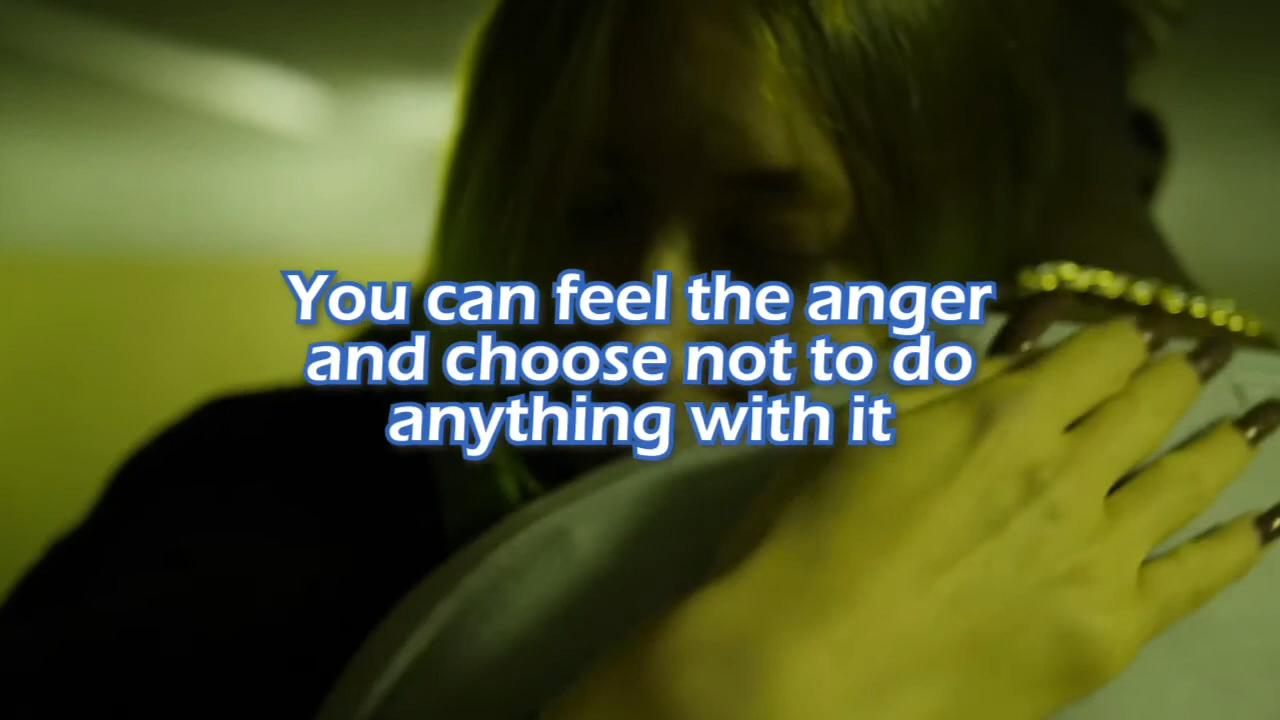 You can feel the anger
and choose not to do
anything with it